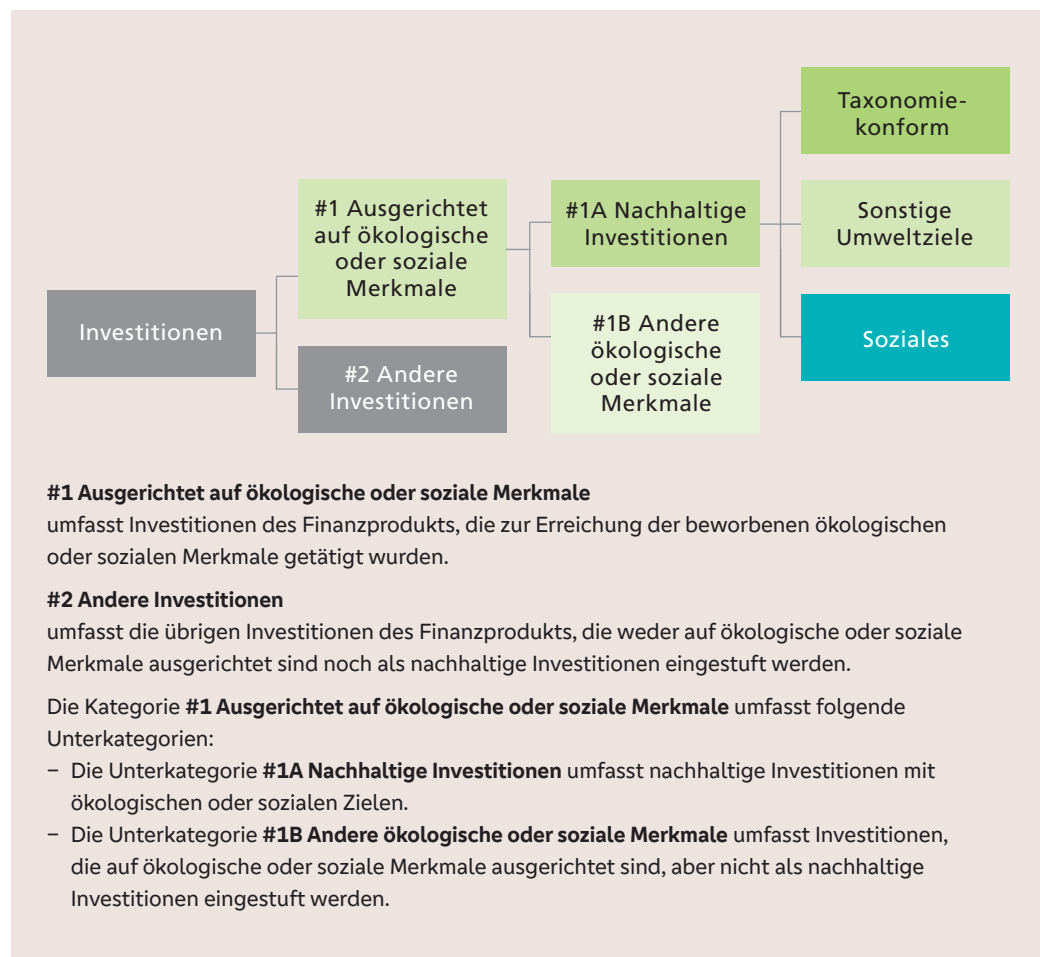 Taxonomie-
konform
#1 Ausgerichtet
auf ökologische
oder soziale
Merkmale
#1A Nachhaltige
Investitionen
Sonstige
Umweltziele
Investitionen
#2 Andere
Investitionen
#1B Andere
ökologische
oder soziale
Merkmale
Soziales
#1 Ausgerichtet auf ökologische oder soziale Merkmale
umfasst Investitionen des Finanzprodukts, die zur Erreichung der beworbenen ökologischen
oder sozialen Merkmale getätigt wurden.
#2 Andere Investitionen
umfasst die übrigen Investitionen des Finanzprodukts, die weder auf ökologische oder soziale
Merkmale ausgerichtet sind noch als nachhaltige Investitionen eingestuft werden.
Die Kategorie #1 Ausgerichtet auf ökologische oder soziale Merkmale umfasst folgende
Unterkategorien:
– Die Unterkategorie #1A Nachhaltige Investitionen umfasst nachhaltige Investitionen mit
ökologischen oder sozialen Zielen.
– Die Unterkategorie #1B Andere ökologische oder soziale Merkmale umfasst Investitionen,
die auf ökologische oder soziale Merkmale ausgerichtet sind, aber nicht als nachhaltige
Investitionen eingestuft werden.